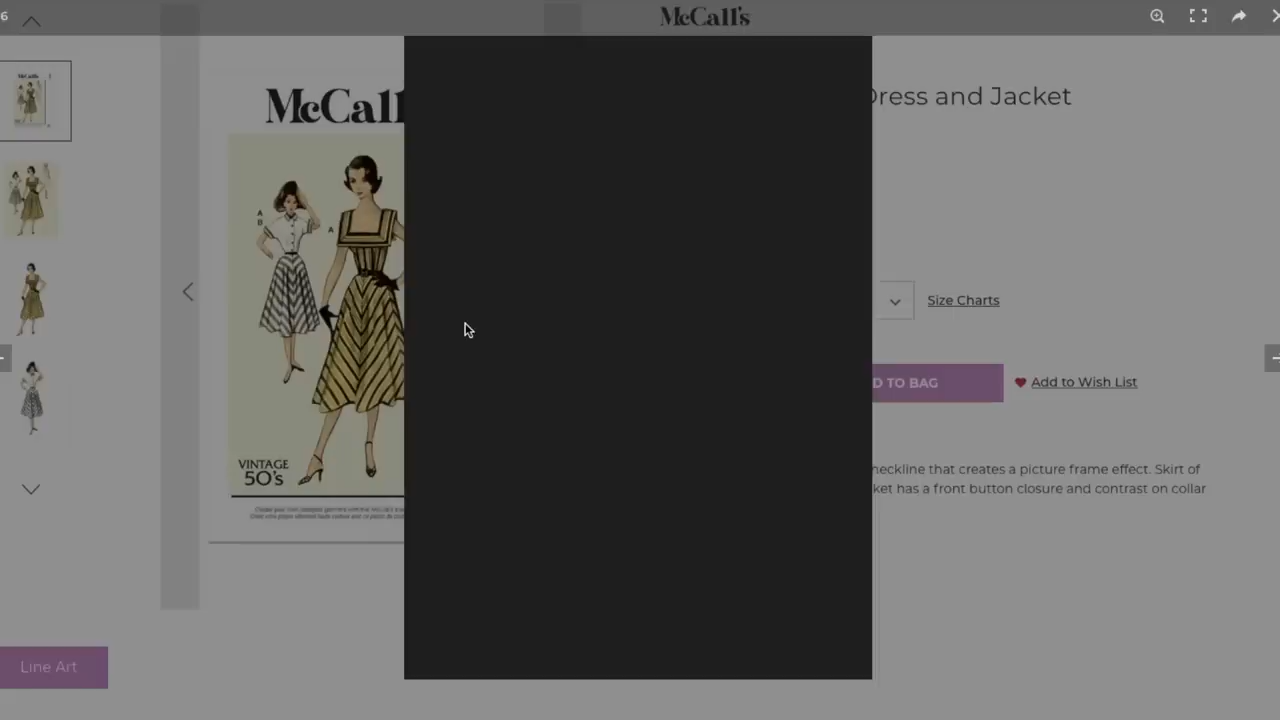 6
McCall's
McCall
Dress and Jacket
A
B
A
Size Charts
D TO BAG
Add to Wish List
VINTAGE
50's
neckline that creates a picture frame effect. Skirt of
ket has a front button closure and contrast on collar
Line Art